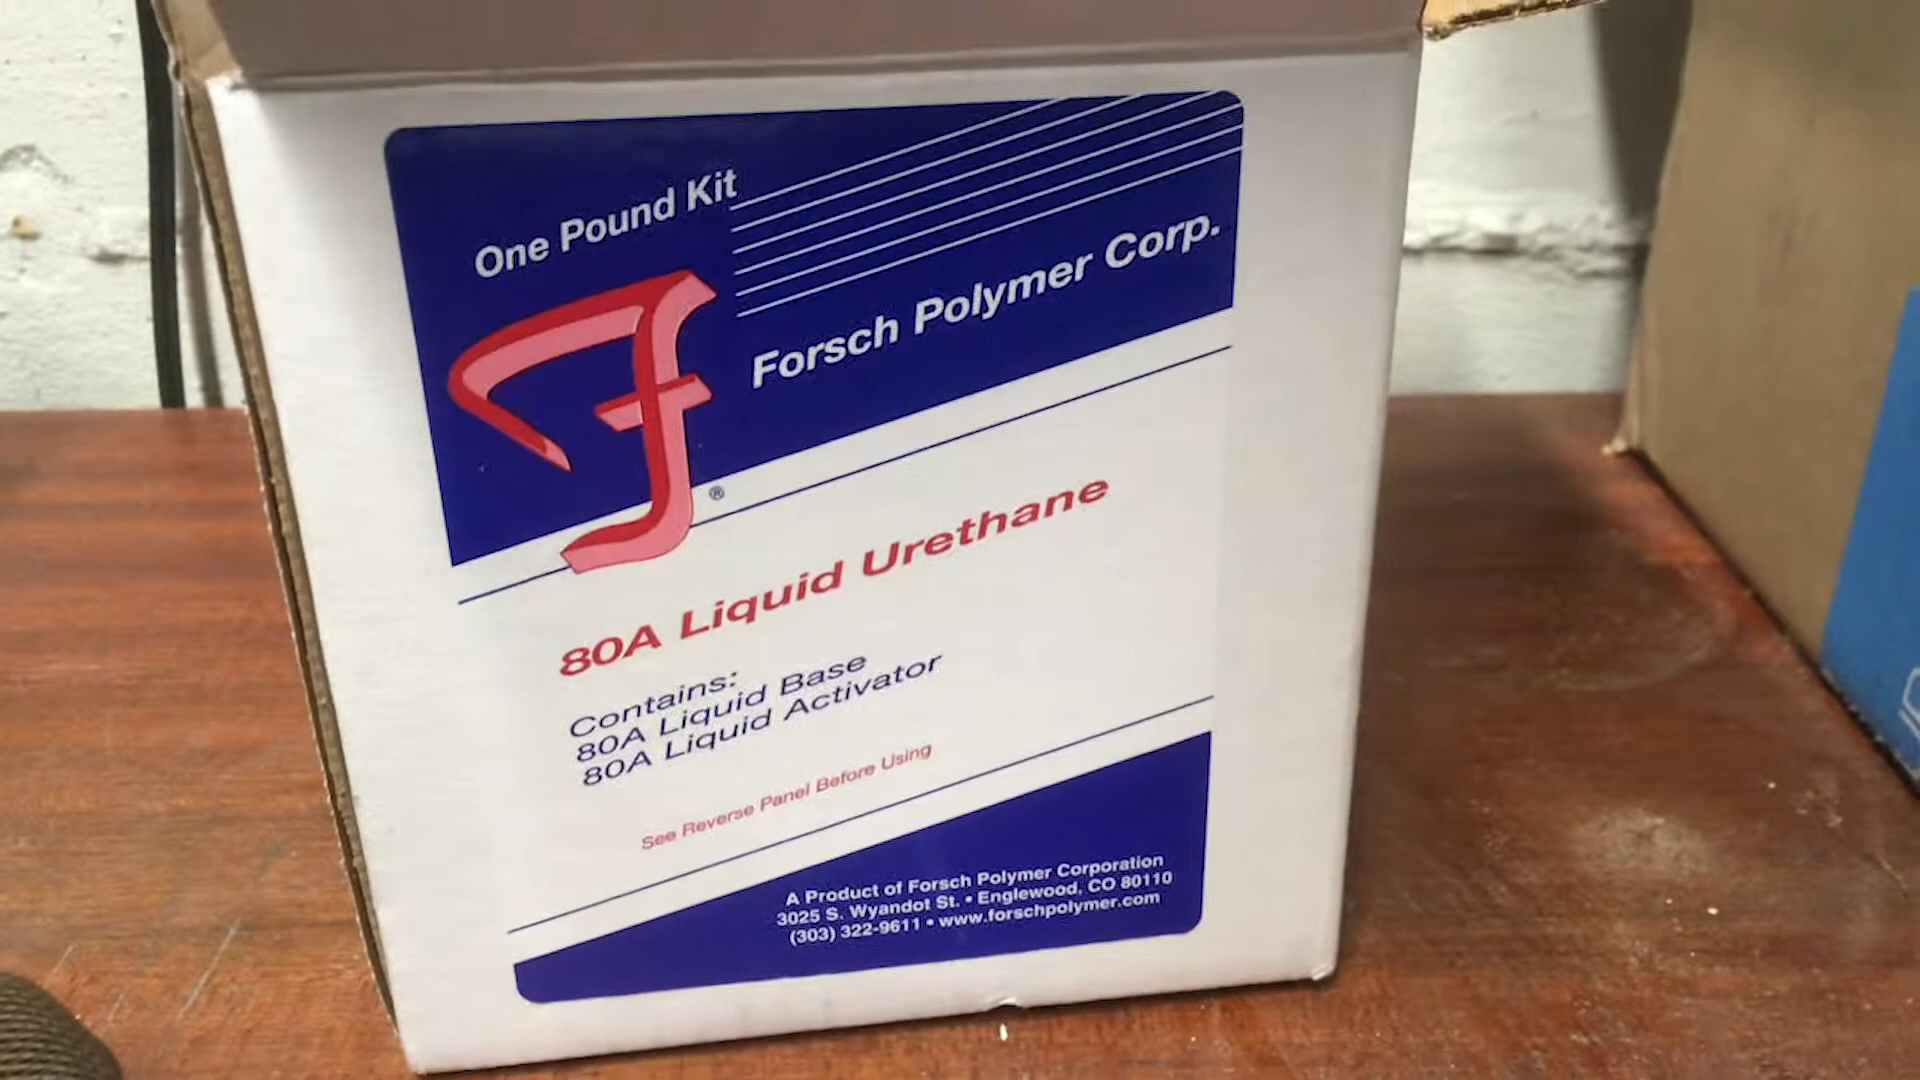 One Pound Kit
Forsch Polymer Corp.
F
®
80A Liquid Urethane
Contains:
80A Liquid Base
80A Liquid Activator
See Reverse Panel Before Using
A Product of Forsch Polymer Corporation
3025 S. Wyandot St. • Englewood, CO 80110
(303) 322-9611 • www.forschpolymer.com